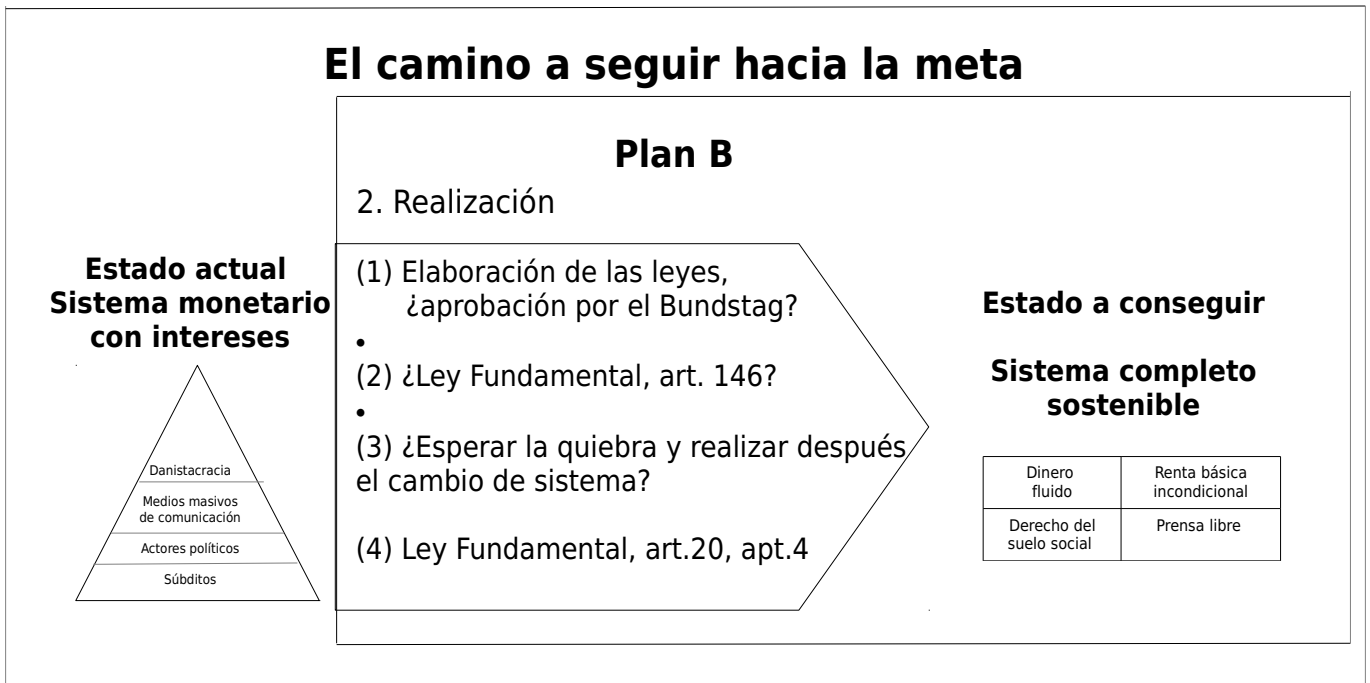 El camino a seguir hacia la meta
Plan B
2. Realización
Estado actual
Sistema monetario
con intereses
Danistacracia
Medios masivos
de comunicación
Actores políticos
Súbditos
(1) Elaboración de las leyes,
¿aprobación por el Bundstag?
•
(2) ¿Ley Fundamental, art. 146?
•
(3) ¿Esperar la quiebra y realizar después
el cambio de sistema?
(4) Ley Fundamental, art.20, apt.4
Estado a conseguir
Sistema completo
sostenible
Dinero
fluido
Renta básica
incondicional
Derecho del
suelo social
Prensa libre